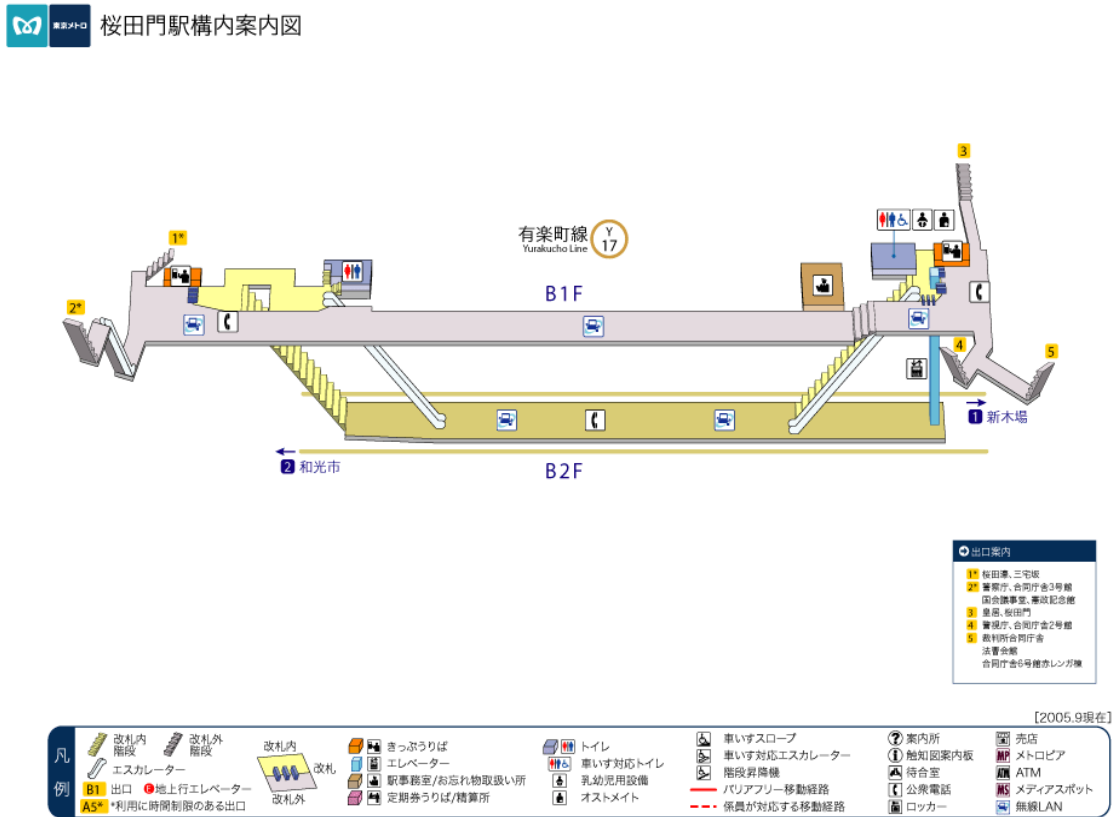 東京メトロ
桜田門駅構内案内図
3
1*
有楽町線
Yurakucho Line
Y
17
B1F
2*
4
5
1 新木場
2 和光市
B2F
出口案内
1* 桜田濠、三宅坂
2* 警察庁、合同庁舎3号館
国会議事堂、憲政記念館
3 皇居、桜田門
4 警視庁、合同庁舎2号館
5 裁判所合同庁舎
法曹会館
合同庁舎6号館赤レンガ棟
[2005.9現在]
凡例
改札内階段
改札外階段
エスカレーター
B1 出口
E 地上行エレベーター
A5* *利用に時間制限のある出口
改札内
改札
改札外
きっぷうりば
エレベーター
駅事務室/お忘れ物取扱い所
定期券うりば/精算所
トイレ
車いす対応トイレ
乳幼児用設備
オストメイト
車いすスロープ
車いす対応エスカレーター
階段昇降機
バリアフリー移動経路
係員が対応する移動経路
? 案内所
触知図案内板
待合室
公衆電話
ロッカー
売店
MP メトロピア
ATM ATM
MS メディアスポット
無線LAN